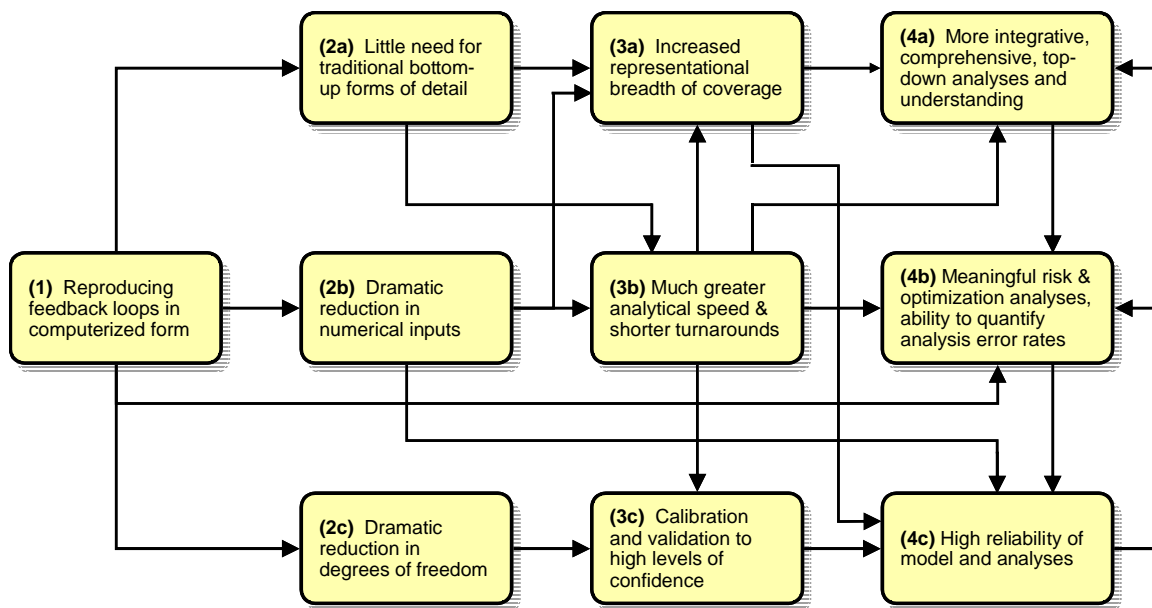 (2a) Little need for
traditional bottom-
up forms of detail
(3a) Increased
representational
breadth of coverage
(4a) More integrative,
comprehensive, top-
down analyses and
understanding
(1) Reproducing
feedback loops in
computerized form
(2b) Dramatic
reduction in
numerical inputs
(3b) Much greater
analytical speed &
shorter turnarounds
(4b) Meaningful risk &
optimization analyses,
ability to quantify
analysis error rates
(2c) Dramatic
reduction in
degrees of freedom
(3c) Calibration
and validation to
high levels of
confidence
(4c) High reliability of
model and analyses